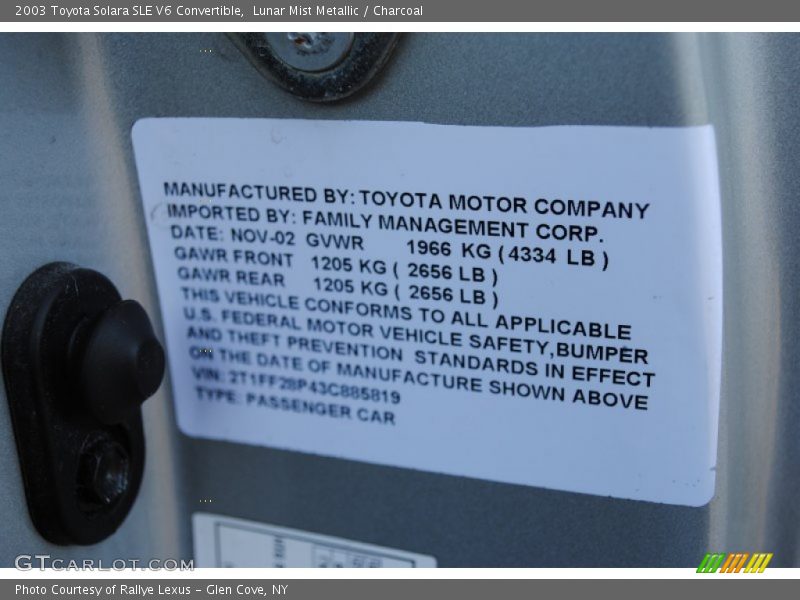 2003 Toyota Solara SLE V6 Convertible, Lunar Mist Metallic / Charcoal
MANUFACTURED BY: TOYOTA MOTOR COMPANY
IMPORTED BY: FAMILY MANAGEMENT CORP.
DATE: NOV-02 GVWR 1966 KG ( 4334 LB )
GAWR FRONT 1205 KG ( 2656 LB )
GAWR REAR 1205 KG ( 2656 LB )
THIS VEHICLE CONFORMS TO ALL APPLICABLE
U.S. FEDERAL MOTOR VEHICLE SAFETY,BUMPER
AND THEFT PREVENTION STANDARDS IN EFFECT
ON THE DATE OF MANUFACTURE SHOWN ABOVE
VIN: 2T1FF28P43C885819
TYPE: PASSENGER CAR
GTCARLOT.COM
Photo Courtesy of Rallye Lexus - Glen Cove, NY